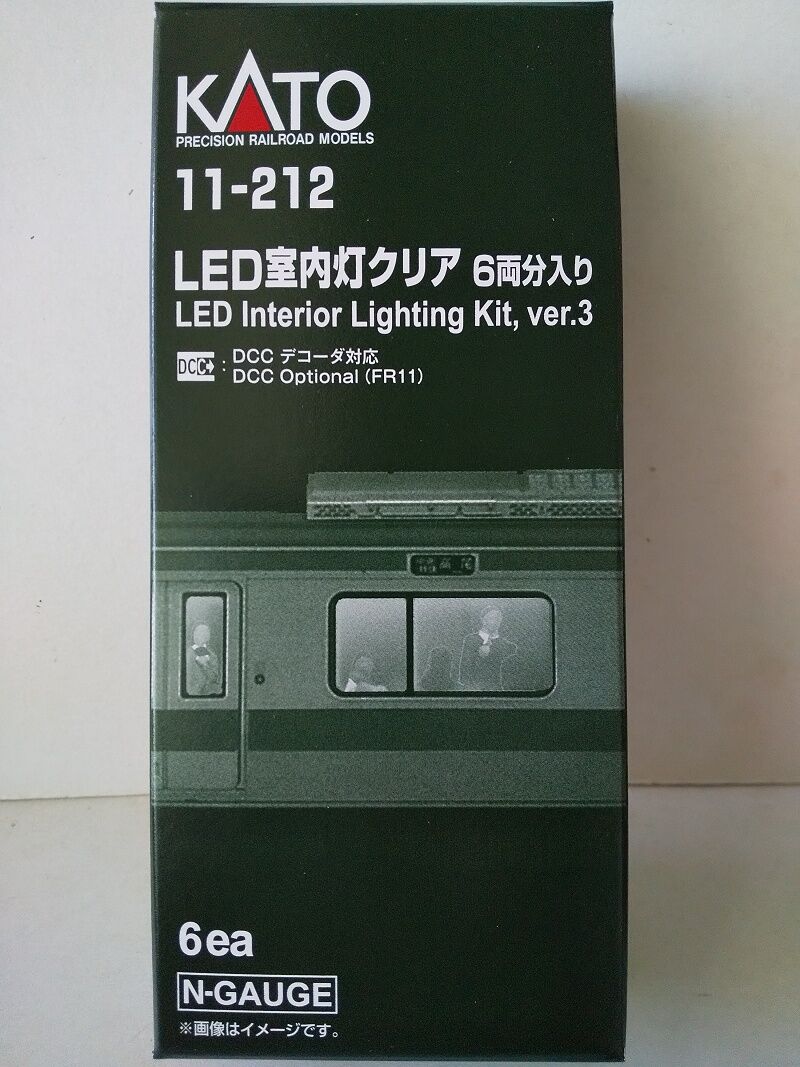 KATO
PRECISION RAILROAD MODELS
11-212
LED室内灯クリア 6両分入り
LED Interior Lighting Kit, ver.3
DCC : DCC デコーダ対応
DCC Optional (FR11)
高尾
6ea
N-GAUGE
※画像はイメージです。